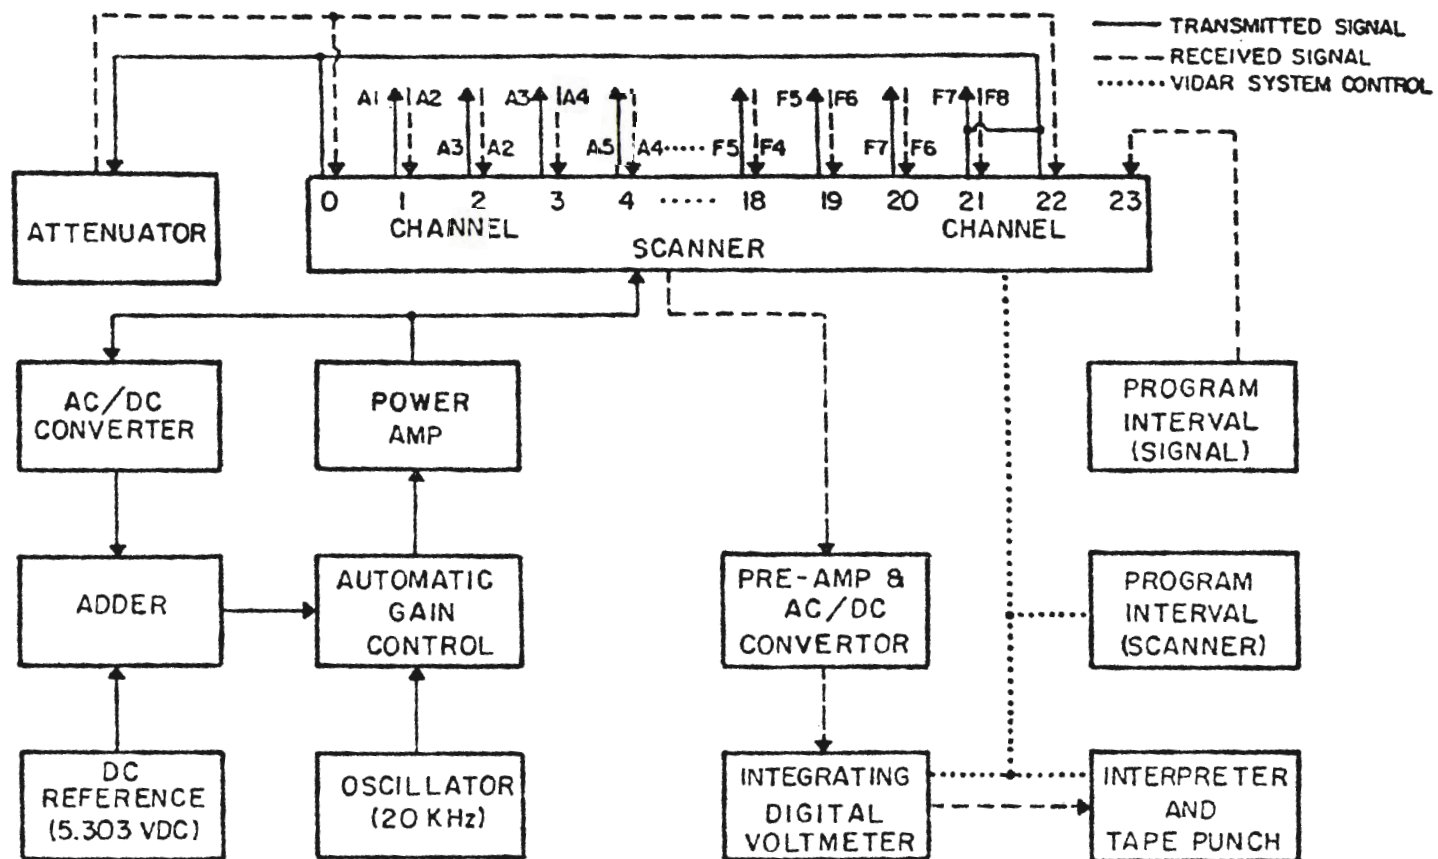 TRANSMITTED SIGNAL
RECEIVED SIGNAL
VIDAR SYSTEM CONTROL
A1 A2 A3 A4 F5 F6 F7 F8
A3 A2 A5 A4 F5 F4 F7 F6
0 1 2 3 4 18 19 20 21 22 23
CHANNEL CHANNEL
SCANNER
ATTENUATOR
AC/DC
CONVERTER
POWER
AMP
PROGRAM
INTERVAL
(SIGNAL)
ADDER
AUTOMATIC
GAIN
CONTROL
PRE-AMP &
AC/DC
CONVERTOR
PROGRAM
INTERVAL
(SCANNER)
DC
REFERENCE
(5.303 VDC)
OSCILLATOR
(20 KHz)
INTEGRATING
DIGITAL
VOLTMETER
INTERPRETER
AND
TAPE PUNCH